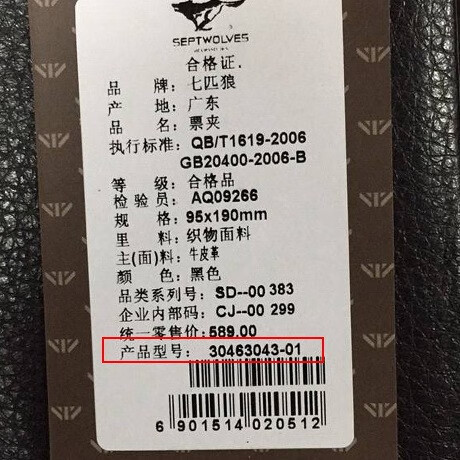 SEPTWOLVES
合格证.
品 牌: 七匹狼
产 地: 广东
品 名: 票夹
执行标准: QB/T1619-2006
GB20400-2006-B
等 级: 合格品
检 验 员: AQ09266
规 格: 95x190mm
里 料: 织物面料
主(面)料: 牛皮革
颜 色: 黑色
品类系列号: SD--00 383
企业内部码: CJ--00 299
统一零售价: 589.00
产品型号: 30463043-01
6 901514 020512